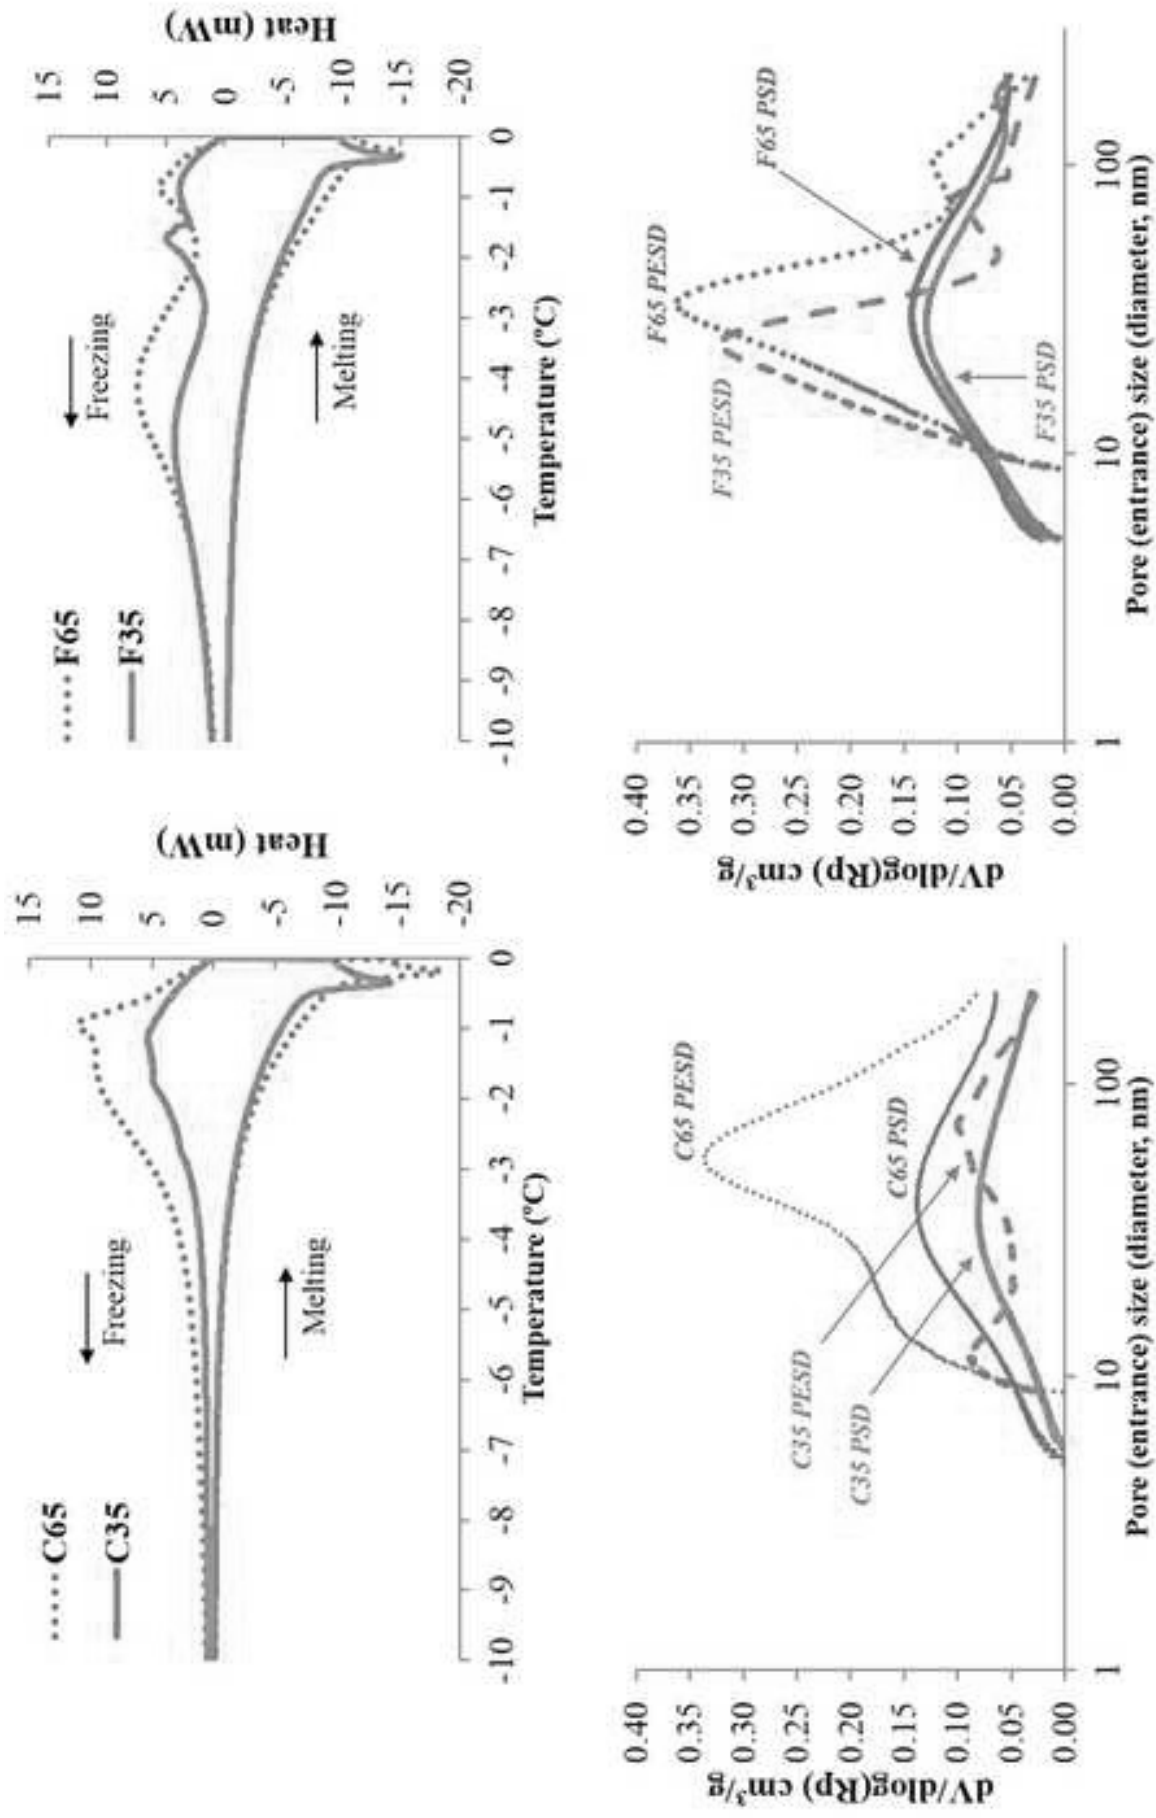 C65
C35
Freezing
Melting
15
10
5
0
-5
-10
-15
-20
Heat (mW)
-10 -9 -8 -7 -6 -5 -4 -3 -2 -1 0
Temperature (ºC)
F65
F35
Freezing
Melting
15
10
5
0
-5
-10
-15
-20
Heat (mW)
-10 -9 -8 -7 -6 -5 -4 -3 -2 -1 0
Temperature (ºC)
dV/dlog(Rp) cm³/g
0.40
0.35
0.30
0.25
0.20
0.15
0.10
0.05
0.00
C65 PESD
C35 PESD
C35 PSD
C65 PSD
1 10 100
Pore (entrance) size (diameter, nm)
dV/dlog(Rp) cm³/g
0.40
0.35
0.30
0.25
0.20
0.15
0.10
0.05
0.00
F65 PESD
F35 PESD
F65 PSD
F35 PSD
1 10 100
Pore (entrance) size (diameter, nm)